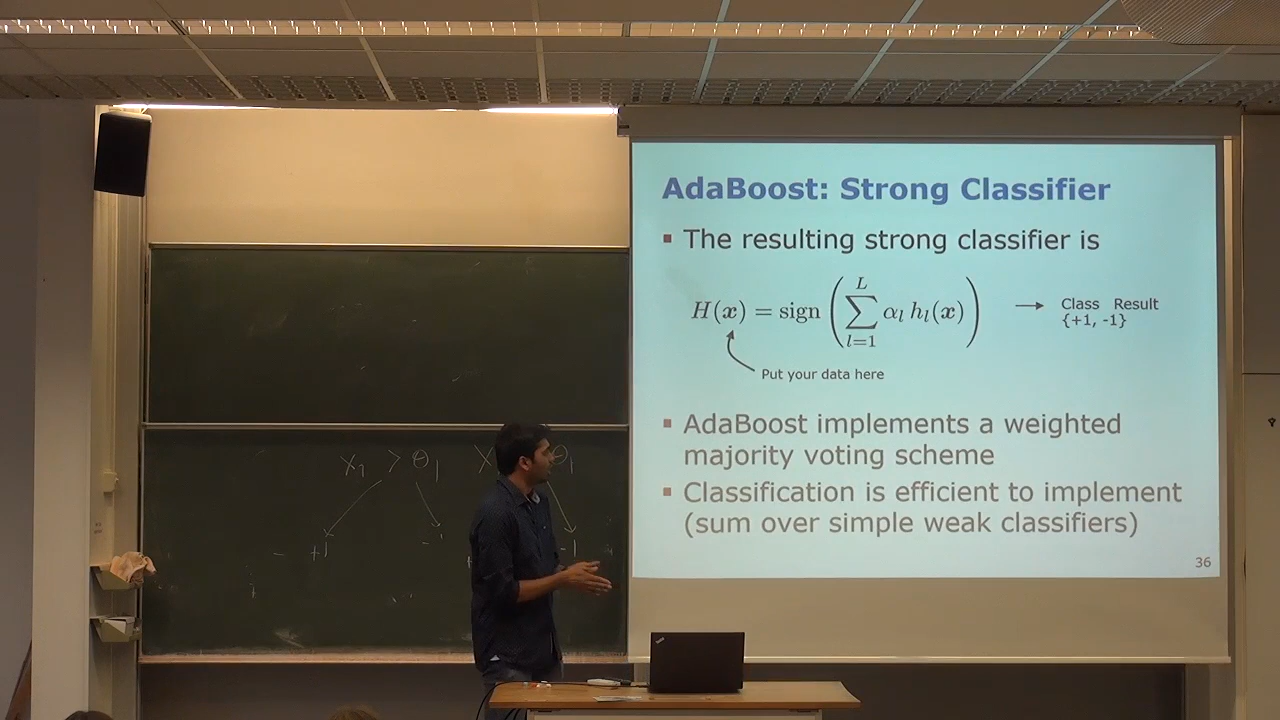 AdaBoost: Strong Classifier
▪ The resulting strong classifier is
H(x) = sign ( ∑_{l=1}^{L} α_l h_l(x) ) → Class Result
{+1, -1}
Put your data here
▪ AdaBoost implements a weighted
majority voting scheme
▪ Classification is efficient to implement
(sum over simple weak classifiers)
36
x₁ > θ₁
+1
-1